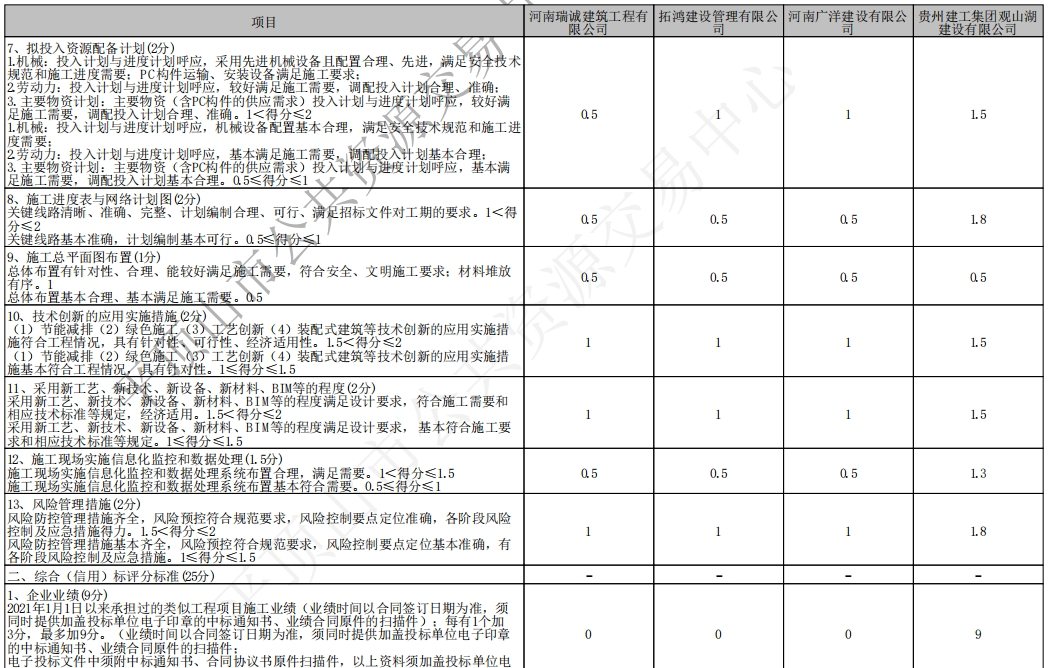 项目 河南瑞诚建筑工程有限公司 拓鸿建设管理有限公司 河南广洋建设有限公司 贵州建工集团观山湖建设有限公司
7、拟投入资源配备计划(2分)
1.机械：投入计划与进度计划呼应，采用先进机械设备且配置合理、先进，满足安全技术
规范和施工进度需要；PC构件运输、安装设备满足施工要求；
2.劳动力：投入计划与进度计划呼应，较好满足施工需要，调配投入计划合理、准确；
3.主要物资计划：主要物资（含PC构件的供应需求）投入计划与进度计划呼应，较好满
足施工需要，调配投入计划合理、准确。1＜得分≤2
1.机械：投入计划与进度计划呼应，机械设备配置基本合理，满足安全技术规范和施工进
度需要；
2.劳动力：投入计划与进度计划呼应，基本满足施工需要，调配投入计划基本合理；
3.主要物资计划：主要物资（含PC构件的供应需求）投入计划与进度计划呼应，基本满
足施工需要，调配投入计划基本合理。0.5≤得分≤1
0.5 1 1 1.5
8、施工进度表与网络计划图(2分)
关键线路清晰、准确、完整、计划编制合理、可行、满足招标文件对工期的要求。1＜得
分≤2
关键线路基本准确，计划编制基本可行。0.5≤得分≤1
0.5 0.5 0.5 1.8
9、施工总平面图布置(1分)
总体布置有针对性、合理、能较好满足施工需要，符合安全、文明施工要求；材料堆放
有序。1
总体布置基本合理、基本满足施工需要。0.5
0.5 0.5 0.5 0.5
10、技术创新的应用实施措施(2分)
（1）节能减排（2）绿色施工（3）工艺创新（4）装配式建筑等技术创新的应用实施措
施符合工程情况，具有针对性、可行性、经济适用性。1.5＜得分≤2
（1）节能减排（2）绿色施工（3）工艺创新（4）装配式建筑等技术创新的应用实施措
施基本符合工程情况，具有针对性。1≤得分≤1.5
1 1 1 1.5
11、采用新工艺、新技术、新设备、新材料、BIM等的程度(2分)
采用新工艺、新技术、新设备、新材料、BIM等的程度满足设计要求，符合施工需要和
相应技术标准等规定，经济适用。1.5＜得分≤2
采用新工艺、新技术、新设备、新材料、BIM等的程度满足设计要求，基本符合施工要
求和相应技术标准等规定。1≤得分≤1.5
1 1 1 1.5
12、施工现场实施信息化监控和数据处理(1.5分)
施工现场实施信息化监控和数据处理系统布置合理，满足需要。1＜得分≤1.5
施工现场实施信息化监控和数据处理系统布置基本符合需要。0.5≤得分≤1
0.5 0.5 0.5 1.3
13、风险管理措施(2分)
风险防控管理措施齐全，风险预控符合规范要求，风险控制要点定位准确，各阶段风险
控制及应急措施得力。1.5＜得分≤2
风险防控管理措施基本齐全，风险预控符合规范要求，风险控制要点定位基本准确，有
各阶段风险控制及应急措施。1≤得分≤1.5
1 1 1 1.8
二、综合（信用）标评分标准(25分) - - - -
1、企业业绩(9分)
2021年1月1日以来承担过的类似工程项目施工业绩（业绩时间以合同签订日期为准，须
同时提供加盖投标单位电子印章的中标通知书、业绩合同原件的扫描件）；每有1个加
3分，最多加9分。（业绩时间以合同签订日期为准，须同时提供加盖投标单位电子印章
的中标通知书、业绩合同原件的扫描件；
电子投标文件中须附中标通知书、合同协议书原件扫描件，以上资料须加盖投标单位电
0 0 0 9
平顶山市公共资源交易
平顶山市公共资源交易中心